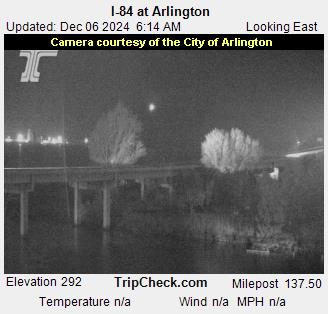 I-84 at Arlington
Updated: Dec 06 2024 6:14 AM Looking East
Camera courtesy of the City of Arlington
Elevation 292 TripCheck.com Milepost 137.50
Temperature n/a Wind n/a MPH n/a